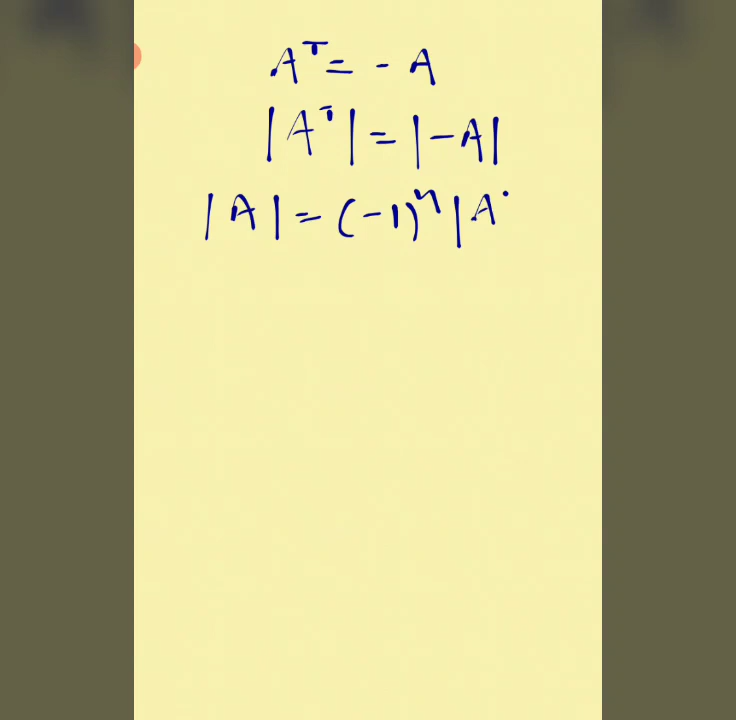 Aᵀ = - A
|Aᵀ| = |-A|
|A| = (-1)ⁿ |A